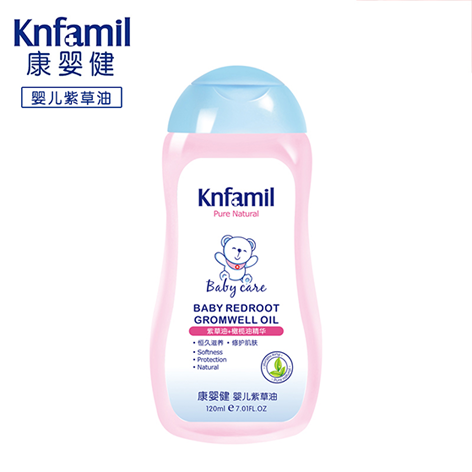 Knfamil
康婴健
婴儿紫草油
Knfamil
Pure Natural
Baby care
BABY REDROOT
GROMWELL OIL
紫草油+橄榄油精华
·恒久滋养 ·修护肌肤
·Softness
·Protection
·Natural
康婴健 婴儿紫草油
120ml e 7.01FL.OZ